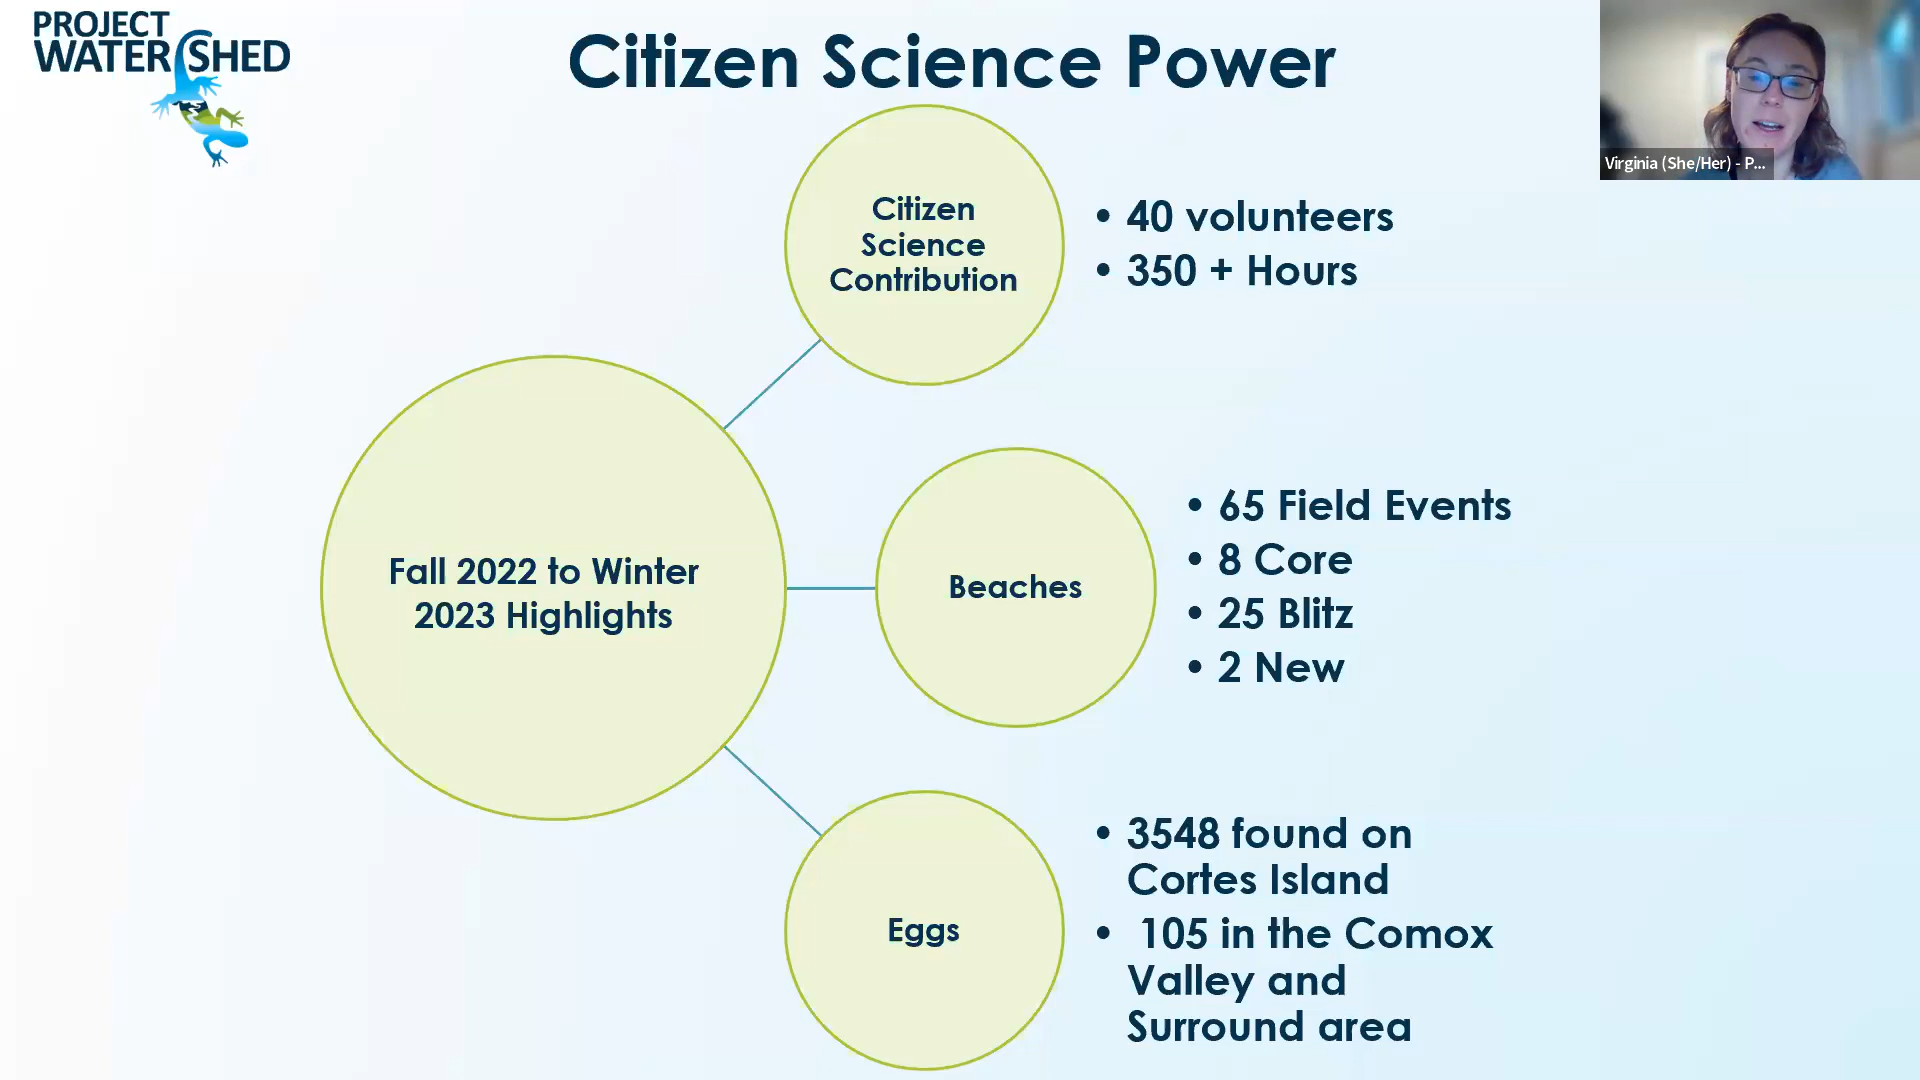 PROJECT
WATERSHED
Citizen Science Power
Virginia (She/Her) - P...
Citizen
Science
Contribution
• 40 volunteers
• 350 + Hours
Fall 2022 to Winter
2023 Highlights
Beaches
• 65 Field Events
• 8 Core
• 25 Blitz
• 2 New
Eggs
• 3548 found on
Cortes Island
• 105 in the Comox
Valley and
Surround area